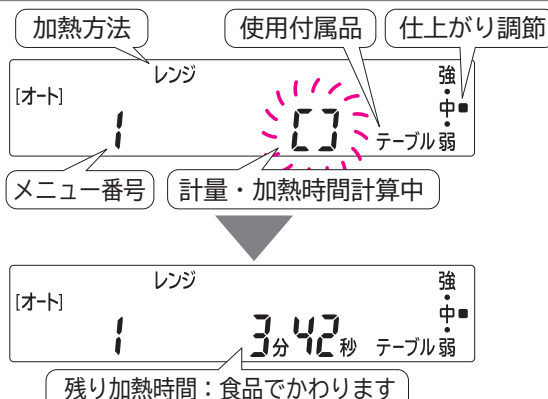 加熱方法 使用付属品 仕上がり調節
レンジ 強
[オート] 中
1 テーブル 弱
メニュー番号 計量・加熱時間計算中
レンジ 強
[オート] 中
1 3分42秒 テーブル 弱
残り加熱時間：食品でかわります